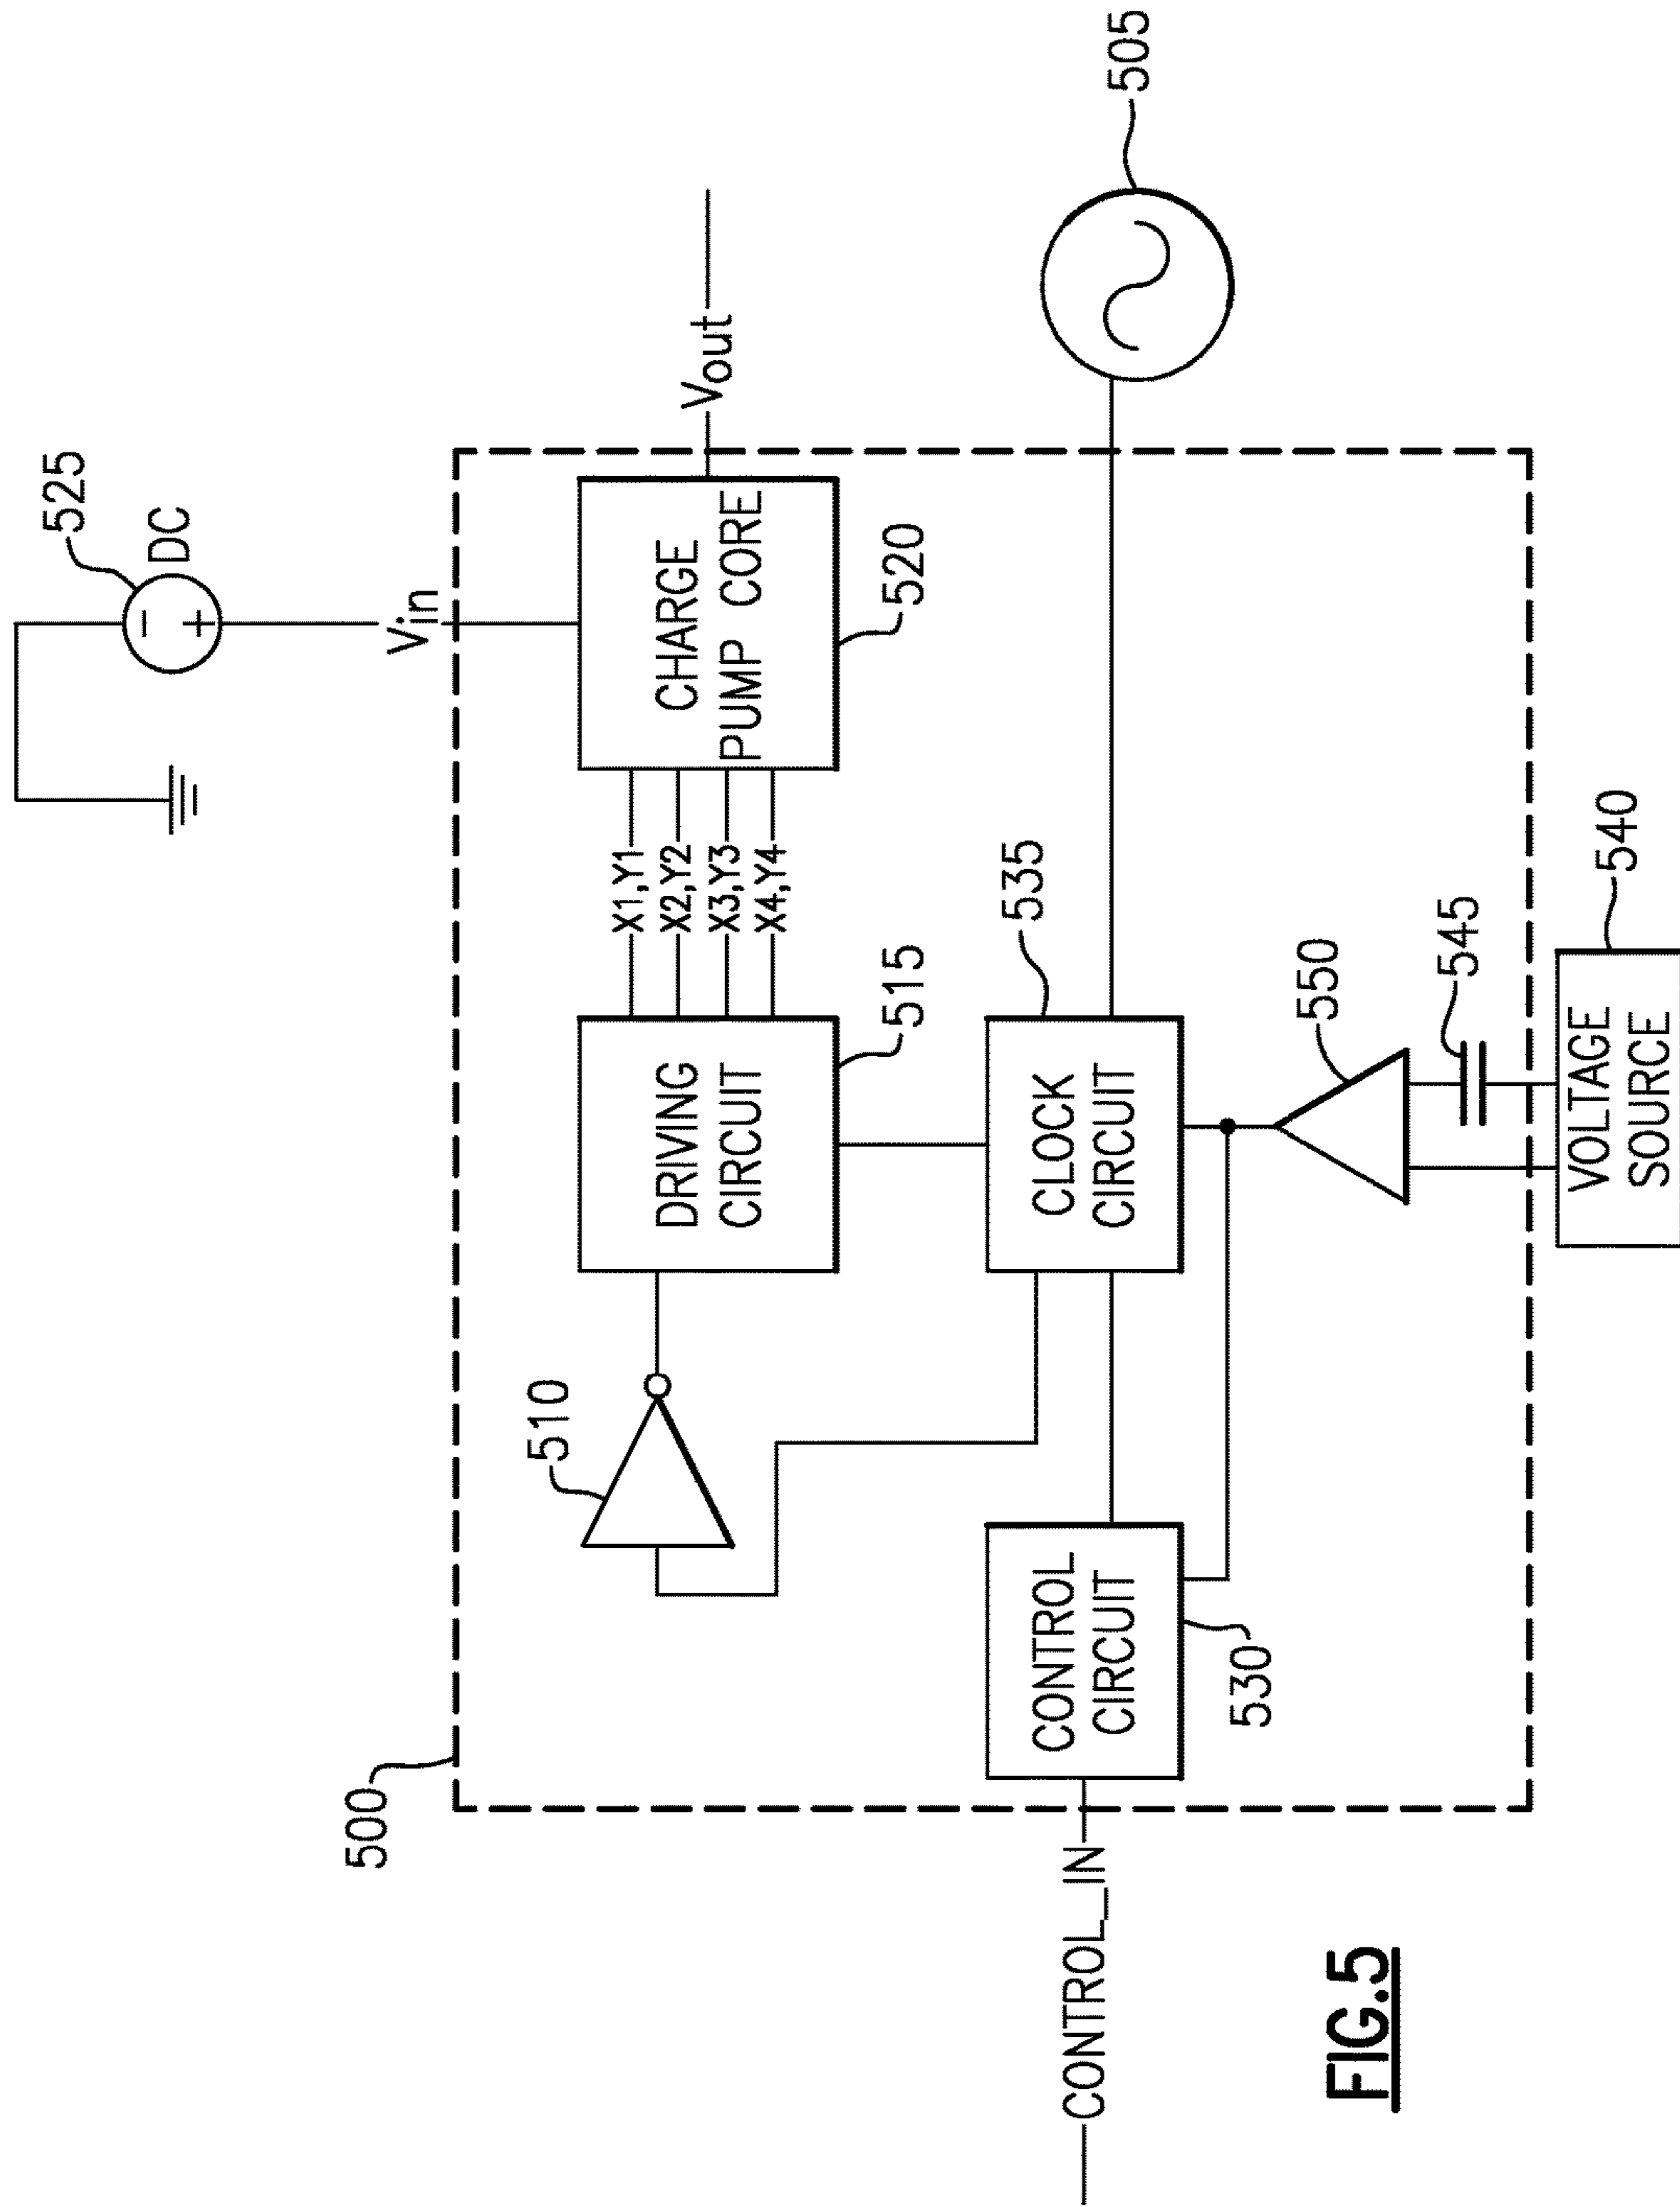 525
DC
Vin
500
510
DRIVING
CIRCUIT
515
X1,Y1
X2,Y2
X3,Y3
X4,Y4
CHARGE
PUMP CORE
520
Vout
CONTROL_IN
CONTROL
CIRCUIT
530
CLOCK
CIRCUIT
535
505
550
545
VOLTAGE
SOURCE
540
FIG.5